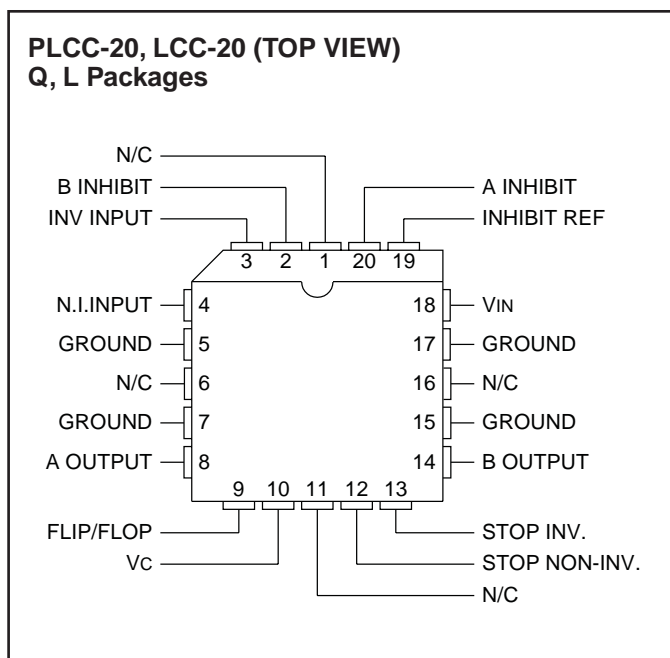 PLCC-20, LCC-20 (TOP VIEW)
Q, L Packages
N/C
B INHIBIT
A INHIBIT
INV INPUT
INHIBIT REF
3 2 1 20 19
N.I.INPUT 4 18 VIN
GROUND 5 17 GROUND
N/C 6 16 N/C
GROUND 7 15 GROUND
A OUTPUT 8 14 B OUTPUT
9 10 11 12 13
FLIP/FLOP STOP INV.
VC STOP NON-INV.
N/C